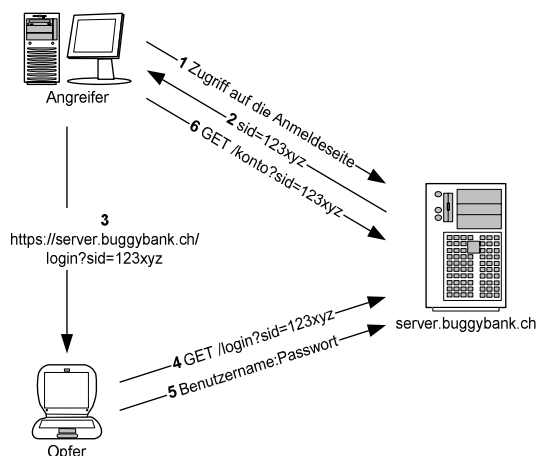 Angreifer
1 Zugriff auf die Anmeldeseite
2 sid=123xyz
6 GET /konto?sid=123xyz
3
https://server.buggybank.ch/
login?sid=123xyz
server.buggybank.ch
4 GET /login?sid=123xyz
5 Benutzername:Passwort
Opfer